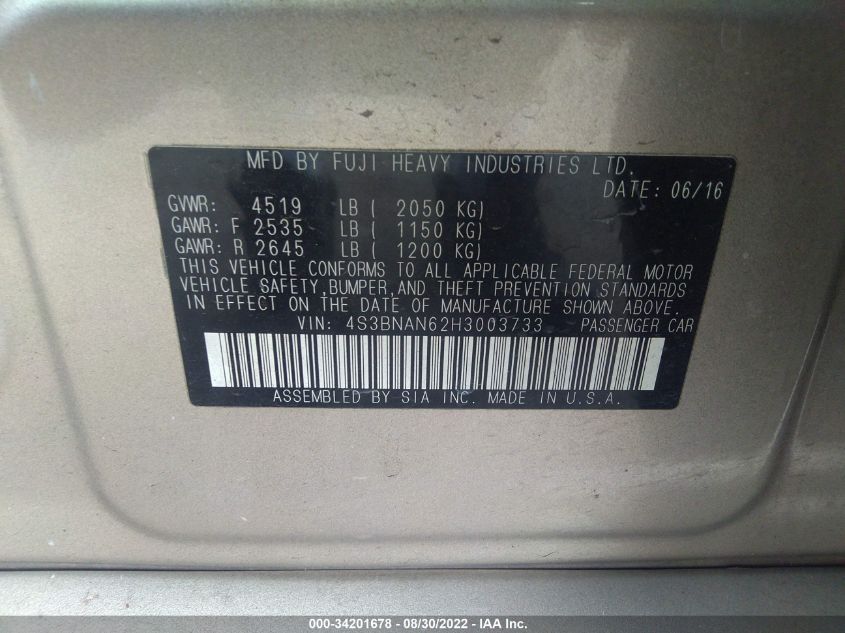 MFD BY FUJI HEAVY INDUSTRIES LTD.
DATE: 06/16
GVWR: 4519 LB ( 2050 KG)
GAWR: F 2535 LB ( 1150 KG)
GAWR: R 2645 LB ( 1200 KG)
THIS VEHICLE CONFORMS TO ALL APPLICABLE FEDERAL MOTOR
VEHICLE SAFETY,BUMPER,AND THEFT PREVENTION STANDARDS
IN EFFECT ON THE DATE OF MANUFACTURE SHOWN ABOVE.
VIN: 4S3BNAN62H3003733 PASSENGER CAR
ASSEMBLED BY SIA INC. MADE IN U.S.A.
000-34201678 - 08/30/2022 - IAA Inc.